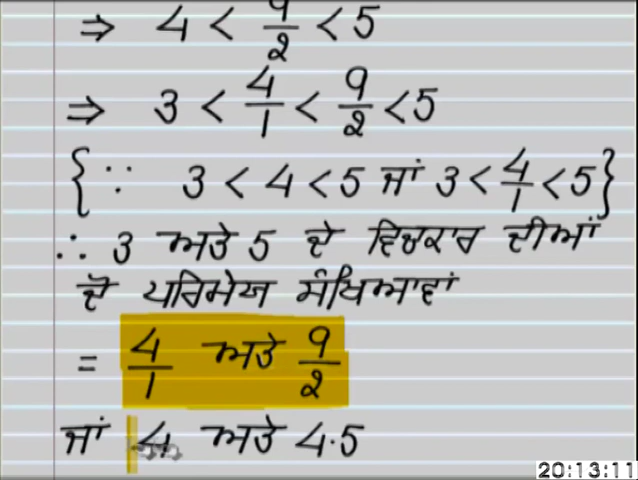 ⇒ 4 < 9/2 < 5
⇒ 3 < 4/1 < 9/2 < 5
{∵ 3 < 4 < 5 ਜਾਂ 3 < 4/1 < 5}
∴ 3 ਅਤੇ 5 ਦੇ ਵਿਚਕਾਰ ਦੀਆਂ
ਦੋ ਪਰਿਮੇਯ ਸੰਖਿਆਵਾਂ
= 4/1 ਅਤੇ 9/2
ਜਾਂ 4 ਅਤੇ 4.5
20:13:11